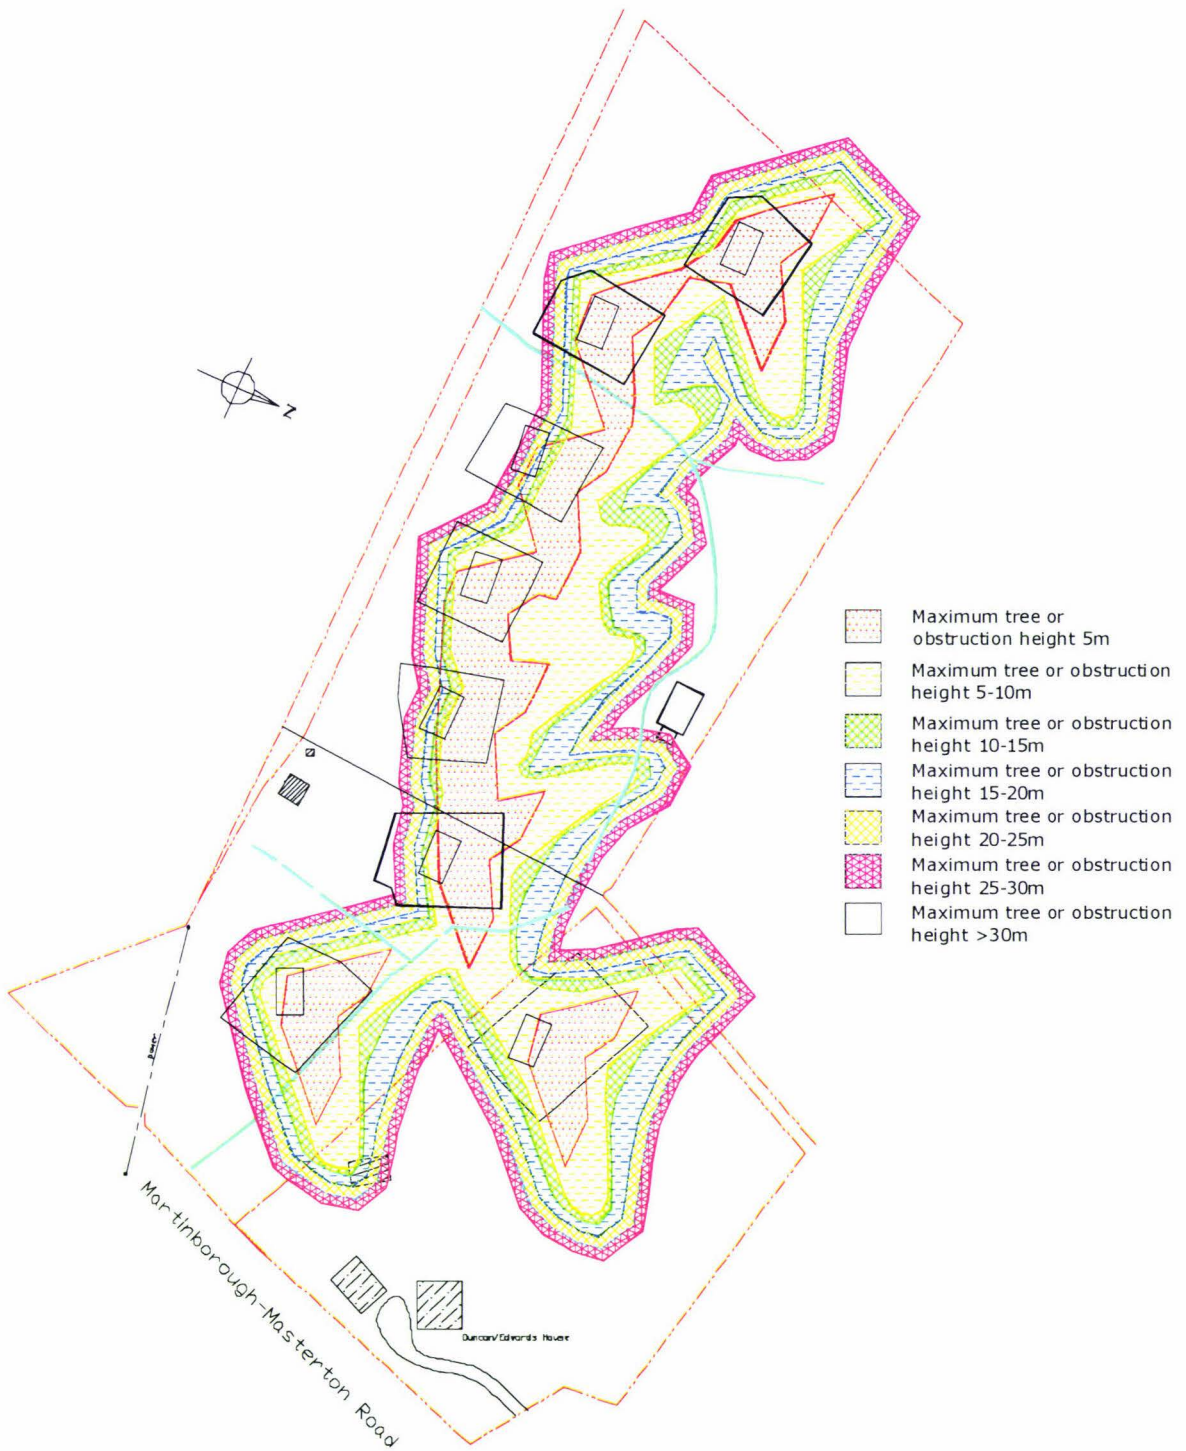 Z
Maximum tree or
obstruction height 5m
Maximum tree or obstruction
height 5-10m
Maximum tree or obstruction
height 10-15m
Maximum tree or obstruction
height 15-20m
Maximum tree or obstruction
height 20-25m
Maximum tree or obstruction
height 25-30m
Maximum tree or obstruction
height >30m
power
Martinborough-Masterton Road
Duncan/Edwards House